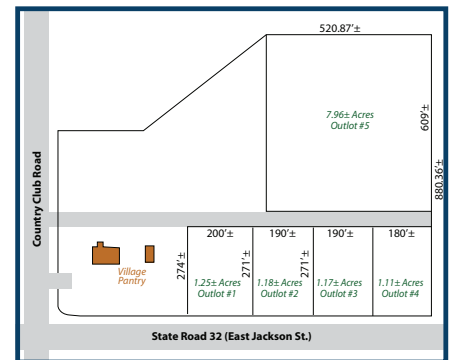 520.87'±
7.96± Acres
Outlot #5
609'±
880.36'±
Country Club Road
200'±
190'±
190'±
180'±
274'±
271'±
271'±
Village
Pantry
1.25± Acres
Outlot #1
1.18± Acres
Outlot #2
1.17± Acres
Outlot #3
1.11± Acres
Outlot #4
State Road 32 (East Jackson St.)